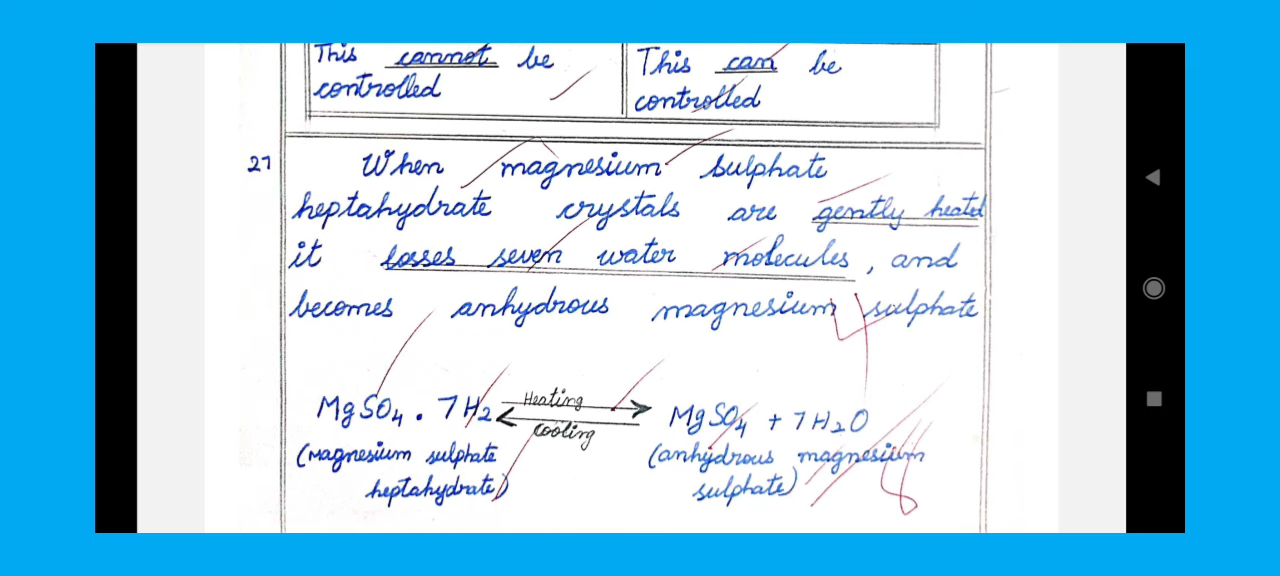 This cannot be
controlled
This can be
controlled
27
When magnesium sulphate
heptahydrate crystals are gently heated
it losses seven water molecules, and
becomes anhydrous magnesium sulphate
MgSO4 . 7H2 Heating MgSO4 + 7H2O
Cooling
(Magnesium sulphate (anhydrous magnesium
heptahydrate) sulphate)